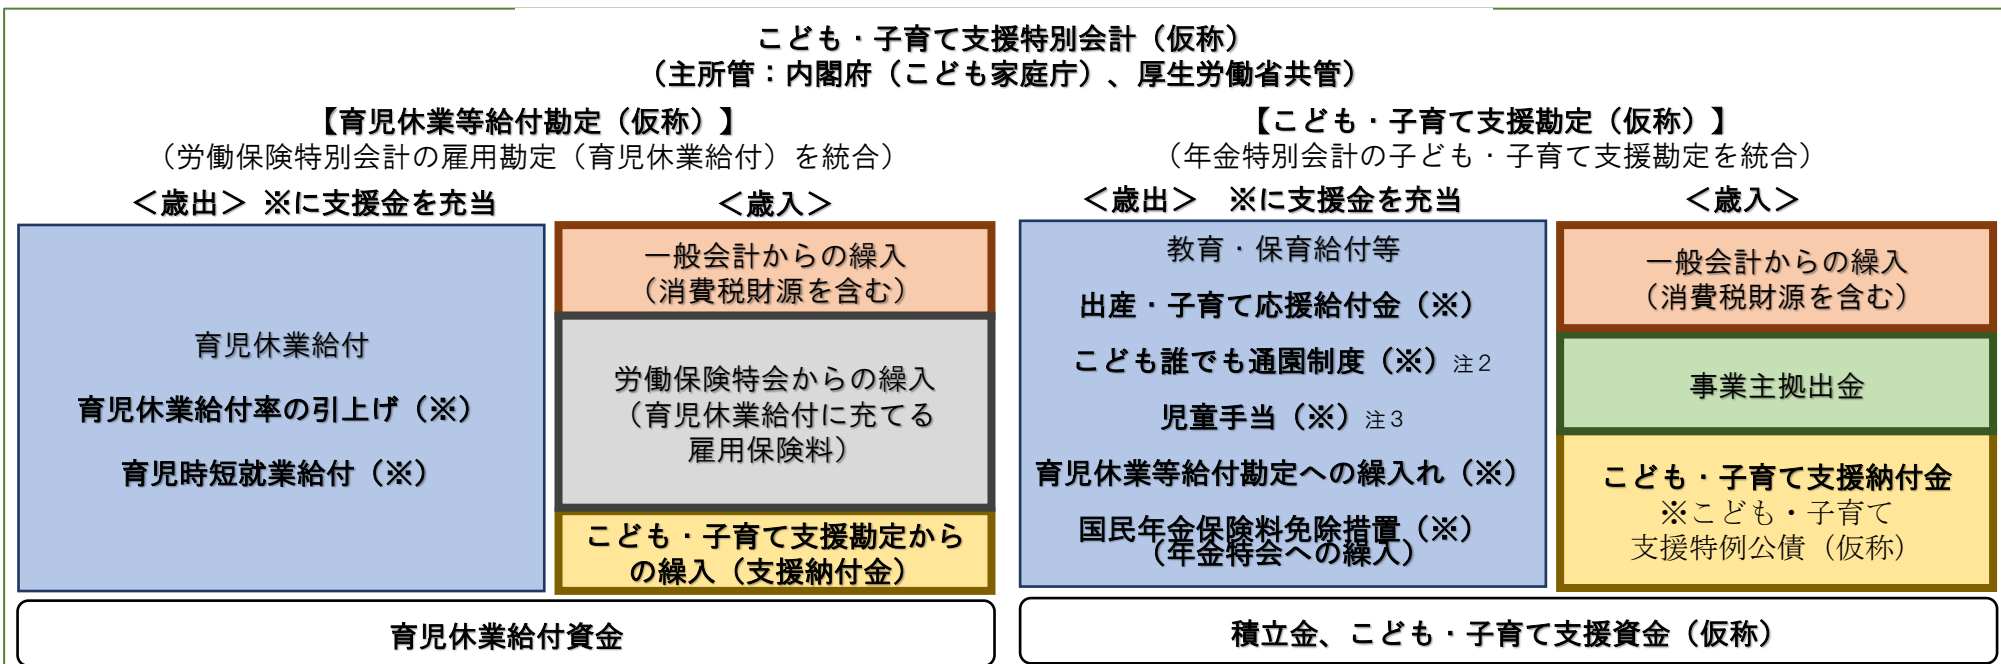 こども・子育て支援特別会計（仮称）
（主所管：内閣府（こども家庭庁）、厚生労働省共管）
【育児休業等給付勘定（仮称）】
（労働保険特別会計の雇用勘定（育児休業給付）を統合）
＜歳出＞ ※に支援金を充当
＜歳入＞
育児休業給付
育児休業給付率の引上げ（※）
育児時短就業給付（※）
一般会計からの繰入
（消費税財源を含む）
労働保険特会からの繰入
（育児休業給付に充てる
雇用保険料）
こども・子育て支援勘定から
の繰入（支援納付金）
育児休業給付資金
【こども・子育て支援勘定（仮称）】
（年金特別会計の子ども・子育て支援勘定を統合）
＜歳出＞ ※に支援金を充当
＜歳入＞
教育・保育給付等
出産・子育て応援給付金（※）
こども誰でも通園制度（※）注２
児童手当（※）注３
育児休業等給付勘定への繰入れ（※）
国民年金保険料免除措置（※）
（年金特会への繰入）
一般会計からの繰入
（消費税財源を含む）
事業主拠出金
こども・子育て支援納付金
※こども・子育て
支援特例公債（仮称）
積立金、こども・子育て支援資金（仮称）